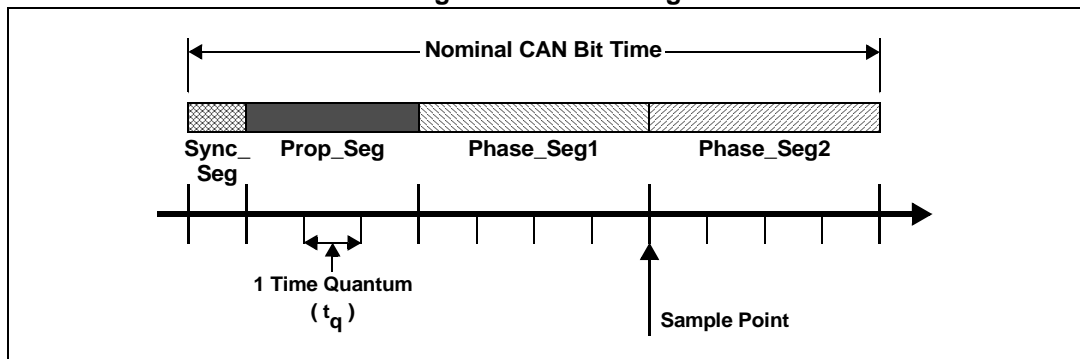 Nominal CAN Bit Time
Sync_
Seg
Prop_Seg
Phase_Seg1
Phase_Seg2
1 Time Quantum
( tq )
Sample Point